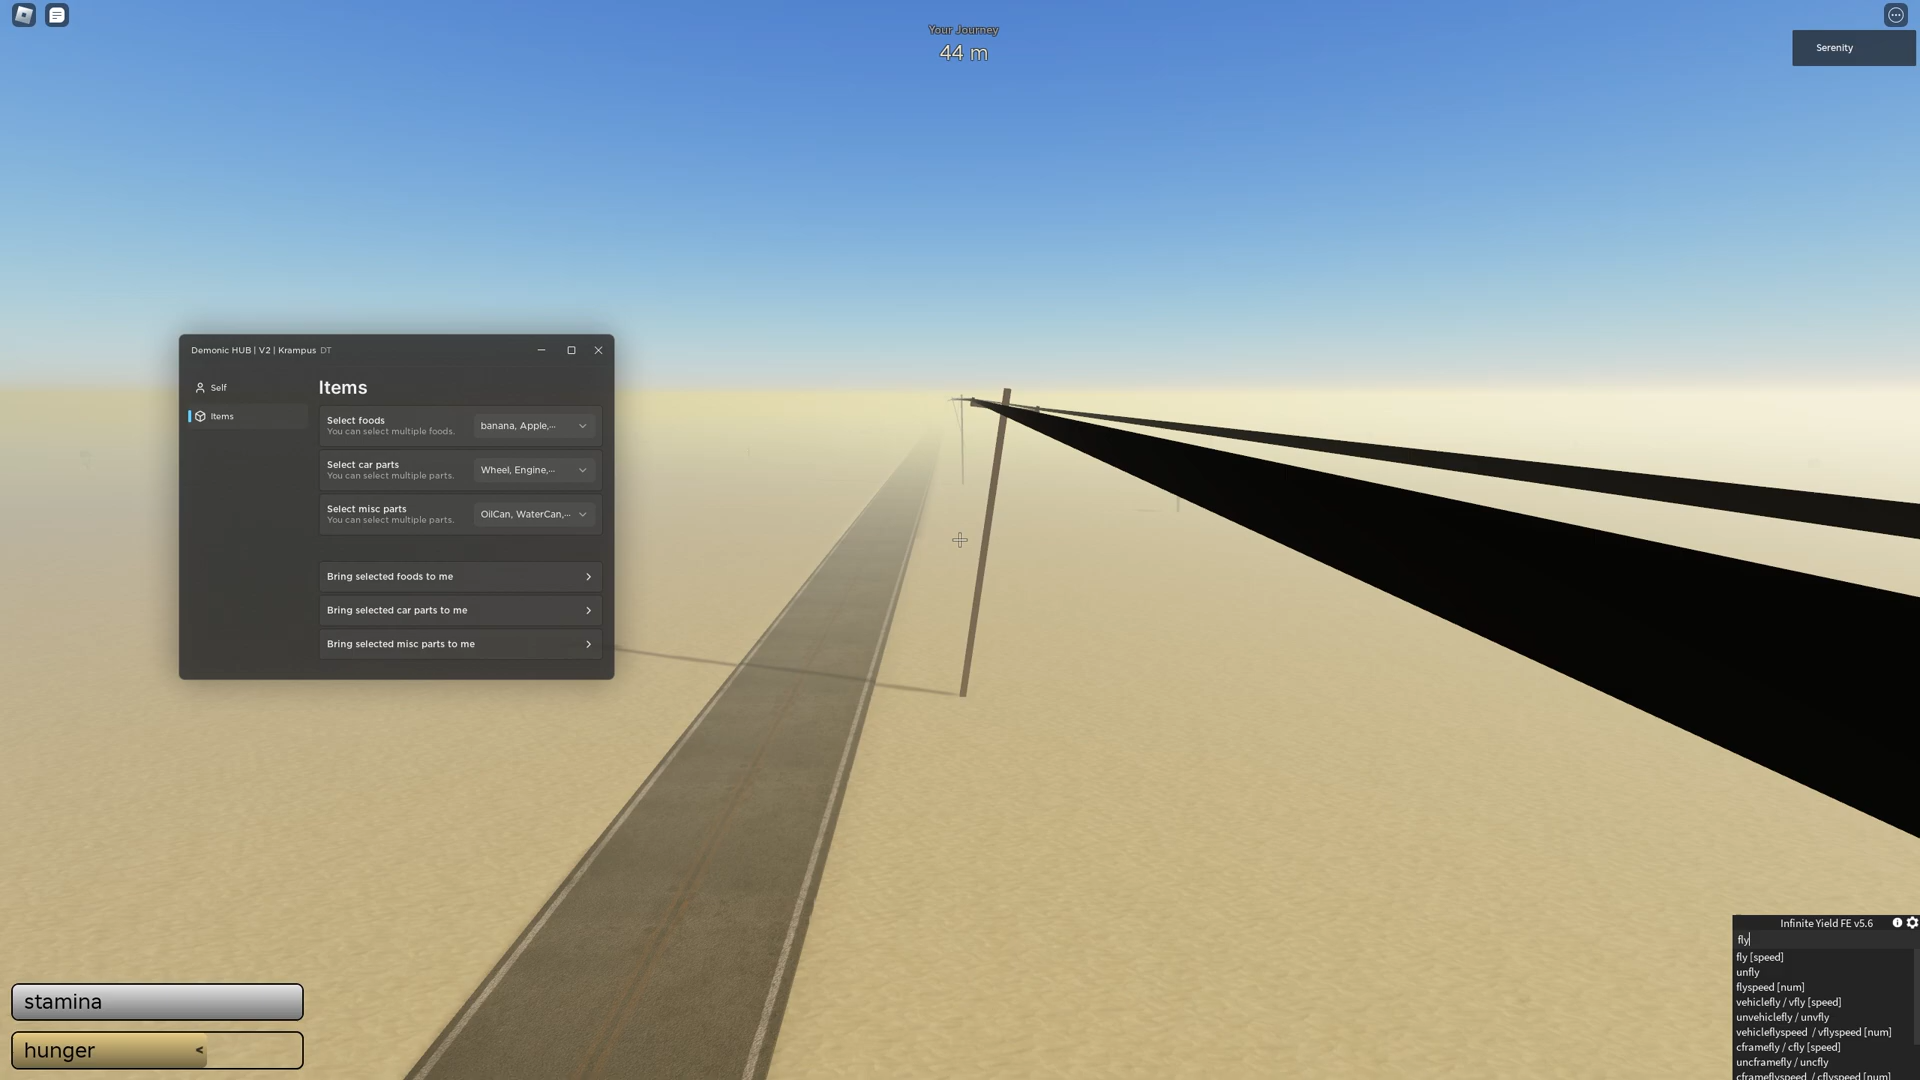 Your Journey
44 m
Serenity
Demonic HUB | V2 | Krampus DT
Self
Items
Items
Select foods
You can select multiple foods.
banana, Apple,...
Select car parts
You can select multiple parts.
Wheel, Engine,...
Select misc parts
You can select multiple parts.
OilCan, WaterCan,...
Bring selected foods to me
Bring selected car parts to me
Bring selected misc parts to me
stamina
hunger <
Infinite Yield FE v5.6
fly
fly [speed]
unfly
flyspeed [num]
vehiclefly / vfly [speed]
unvehiclefly / unvfly
vehicleflyspeed / vflyspeed [num]
cframefly / cfly [speed]
uncframefly / uncfly
cframeflyspeed / cflyspeed [num]